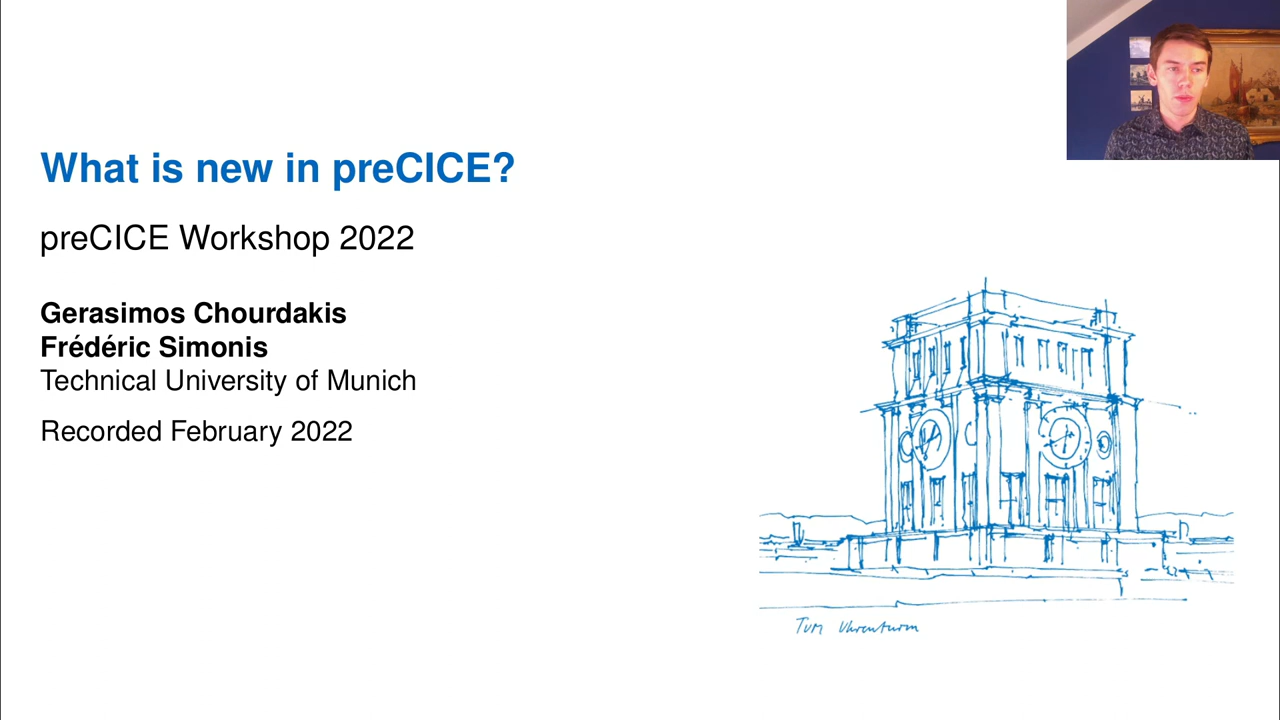 What is new in preCICE?
preCICE Workshop 2022
Gerasimos Chourdakis
Frédéric Simonis
Technical University of Munich
Recorded February 2022
TUM Uhrenturm